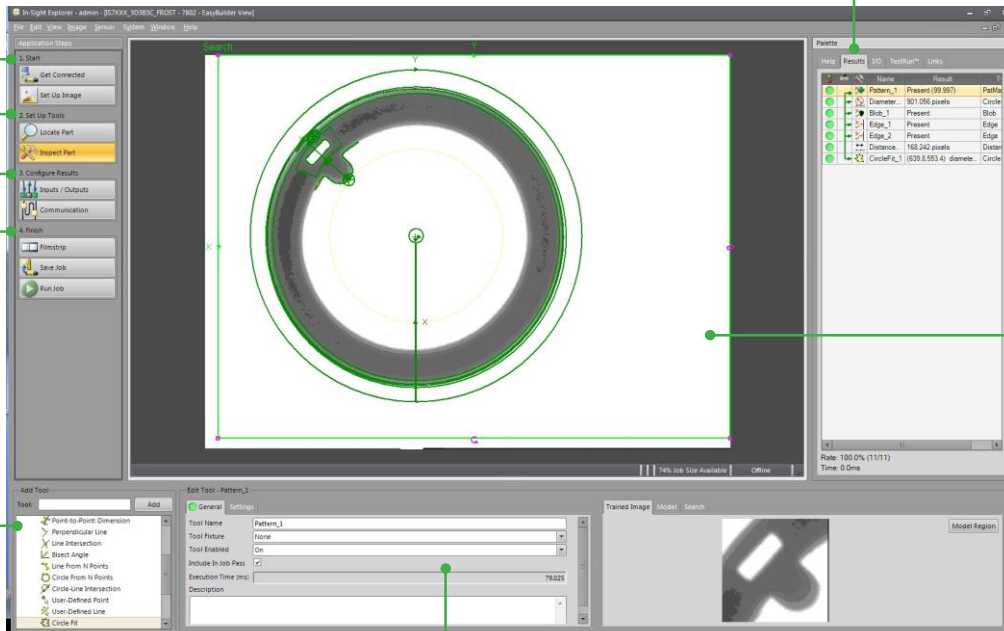 In-Sight Explorer - admin - [IS7XXX_3D383C_FROST - 7802 - EasyBuilder View]
File Edit View Image Sensor System Window Help
Application Steps
1. Start
Get Connected
Set Up Image
2. Set Up Tools
Locate Part
Inspect Part
3. Configure Results
Inputs / Outputs
Communication
4. Finish
Filmstrip
Save Job
Run Job
Search
Y
Y
X
X
74% Job Size Available
Offline
Palette
Help Results I/O TestRun™ Links
Name Result
Pattern_1 Present (99.997) PatMa
Diameter.. 901.056 pixels Circle
Blob_1 Present Blob
Edge_1 Present Edge
Edge_2 Present Edge
Distance.. 168.242 pixels Distan
CircleFit_1 (639.8,553.4) diamete.. Circle
Rate: 100.0% (11/11)
Time: 0.0ms
Add Tool
Tool:
Add
Point-to-Point: Dimension
Perpendicular Line
Line Intersection
Bisect Angle
Line From N Points
Circle From N Points
Circle-Line Intersection
User-Defined Point
User-Defined Line
Circle Fit
Edit Tool - Pattern_1
General Settings
Tool Name Pattern_1
Tool Fixture None
Tool Enabled On
Include In Job Pass
Execution Time (ms) 79.025
Description
Trained Image Model Search
Model Region